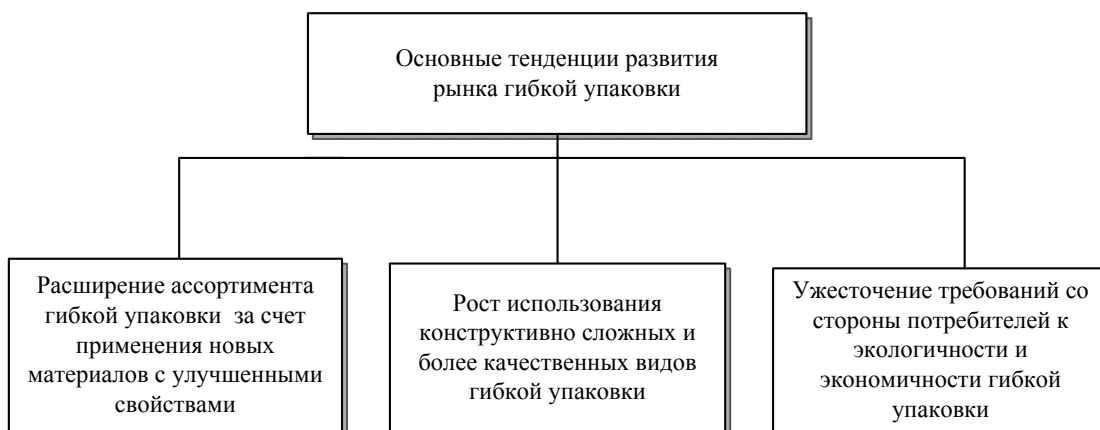 Основные тенденции развития
рынка гибкой упаковки
Расширение ассортимента
гибкой упаковки за счет
применения новых
материалов с улучшенными
свойствами
Рост использования
конструктивно сложных и
более качественных видов
гибкой упаковки
Ужесточение требований со
стороны потребителей к
экологичности и
экономичности гибкой
упаковки